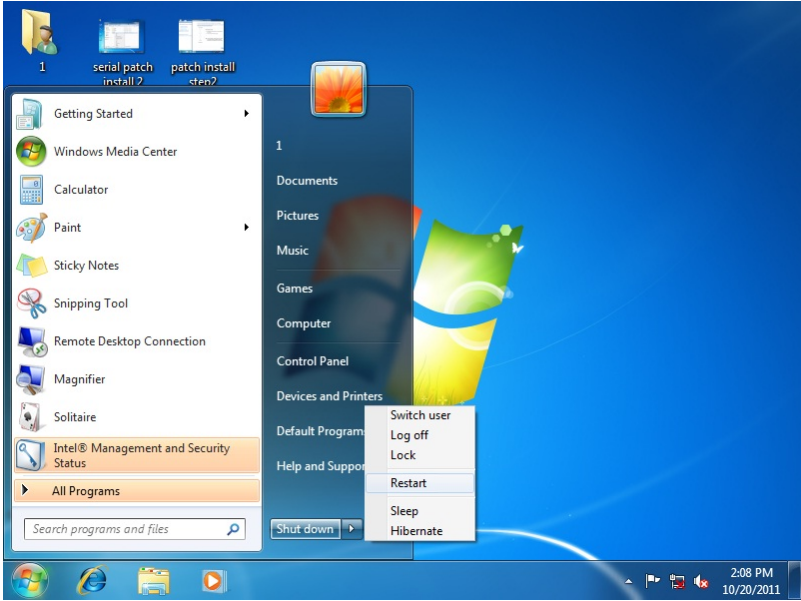 1
serial patch
install 2
patch install
step2
Getting Started
Windows Media Center
Calculator
Paint
Sticky Notes
Snipping Tool
Remote Desktop Connection
Magnifier
Solitaire
Intel® Management and Security
Status
All Programs
Search programs and files
1
Documents
Pictures
Music
Games
Computer
Control Panel
Devices and Printers
Default Program
Help and Suppor
Shut down
Switch user
Log off
Lock
Restart
Sleep
Hibernate
2:08 PM
10/20/2011